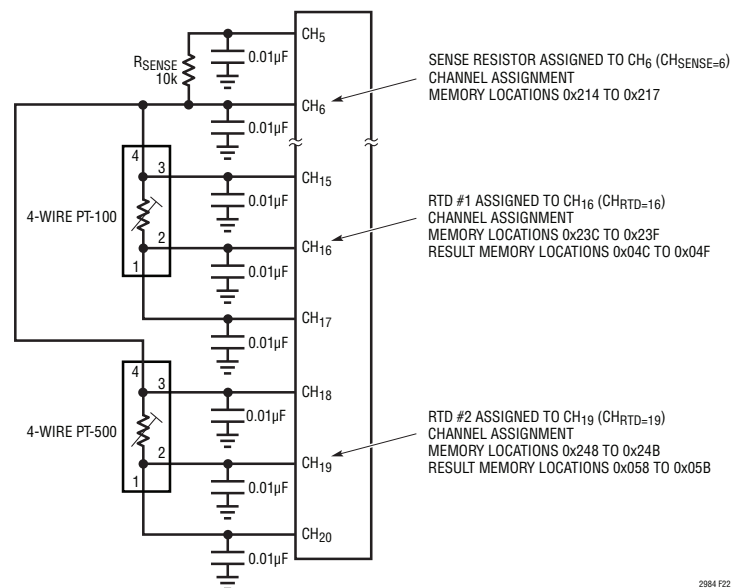 CH5
0.01µF
RSENSE
10k
CH6
0.01µF
SENSE RESISTOR ASSIGNED TO CH6 (CHSENSE=6)
CHANNEL ASSIGNMENT
MEMORY LOCATIONS 0x214 TO 0x217
4
3
CH15
0.01µF
4-WIRE PT-100
2
CH16
1
0.01µF
RTD #1 ASSIGNED TO CH16 (CHRTD=16)
CHANNEL ASSIGNMENT
MEMORY LOCATIONS 0x23C TO 0x23F
RESULT MEMORY LOCATIONS 0x04C TO 0x04F
CH17
0.01µF
4
3
CH18
0.01µF
4-WIRE PT-500
2
CH19
1
0.01µF
RTD #2 ASSIGNED TO CH19 (CHRTD=19)
CHANNEL ASSIGNMENT
MEMORY LOCATIONS 0x248 TO 0x24B
RESULT MEMORY LOCATIONS 0x058 TO 0x05B
CH20
0.01µF
2984 F22